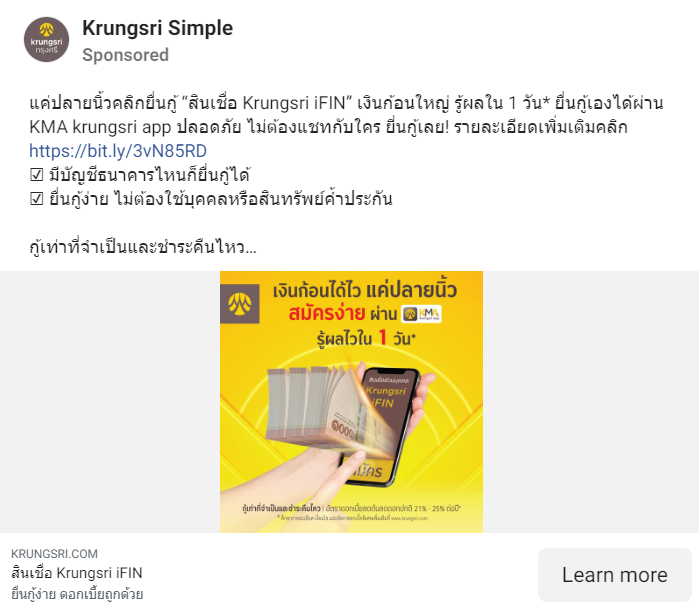 Krungsri Simple
Sponsored
krungsri
กรุงศรี
แค่ปลายนิ้วคลิกยื่นกู้ “สินเชื่อ Krungsri iFIN” เงินก้อนใหญ่ รู้ผลใน 1 วัน* ยื่นกู้เองได้ผ่าน
KMA krungsri app ปลอดภัย ไม่ต้องแชทกับใคร ยื่นกู้เลย! รายละเอียดเพิ่มเติมคลิก
https://bit.ly/3vN85RD
☑ มีบัญชีธนาคารไหนก็ยื่นกู้ได้
☑ ยื่นกู้ง่าย ไม่ต้องใช้บุคคลหรือสินทรัพย์ค้ำประกัน
กู้เท่าที่จำเป็นและชำระคืนไหว...
เงินก้อนได้ไว แค่ปลายนิ้ว
สมัครง่าย ผ่าน KMA krungsri app
รู้ผลไวใน 1 วัน*
สินเชื่อส่วนบุคคล
Krungsri
iFIN
สมัคร
กู้เท่าที่จำเป็นและชำระคืนไหว | อัตราดอกเบี้ยลดต้นลดดอกปกติ 21% - 25% ต่อปี*
KRUNGSRI.COM
สินเชื่อ Krungsri iFIN
ยื่นกู้ง่าย ดอกเบี้ยถูกด้วย
Learn more